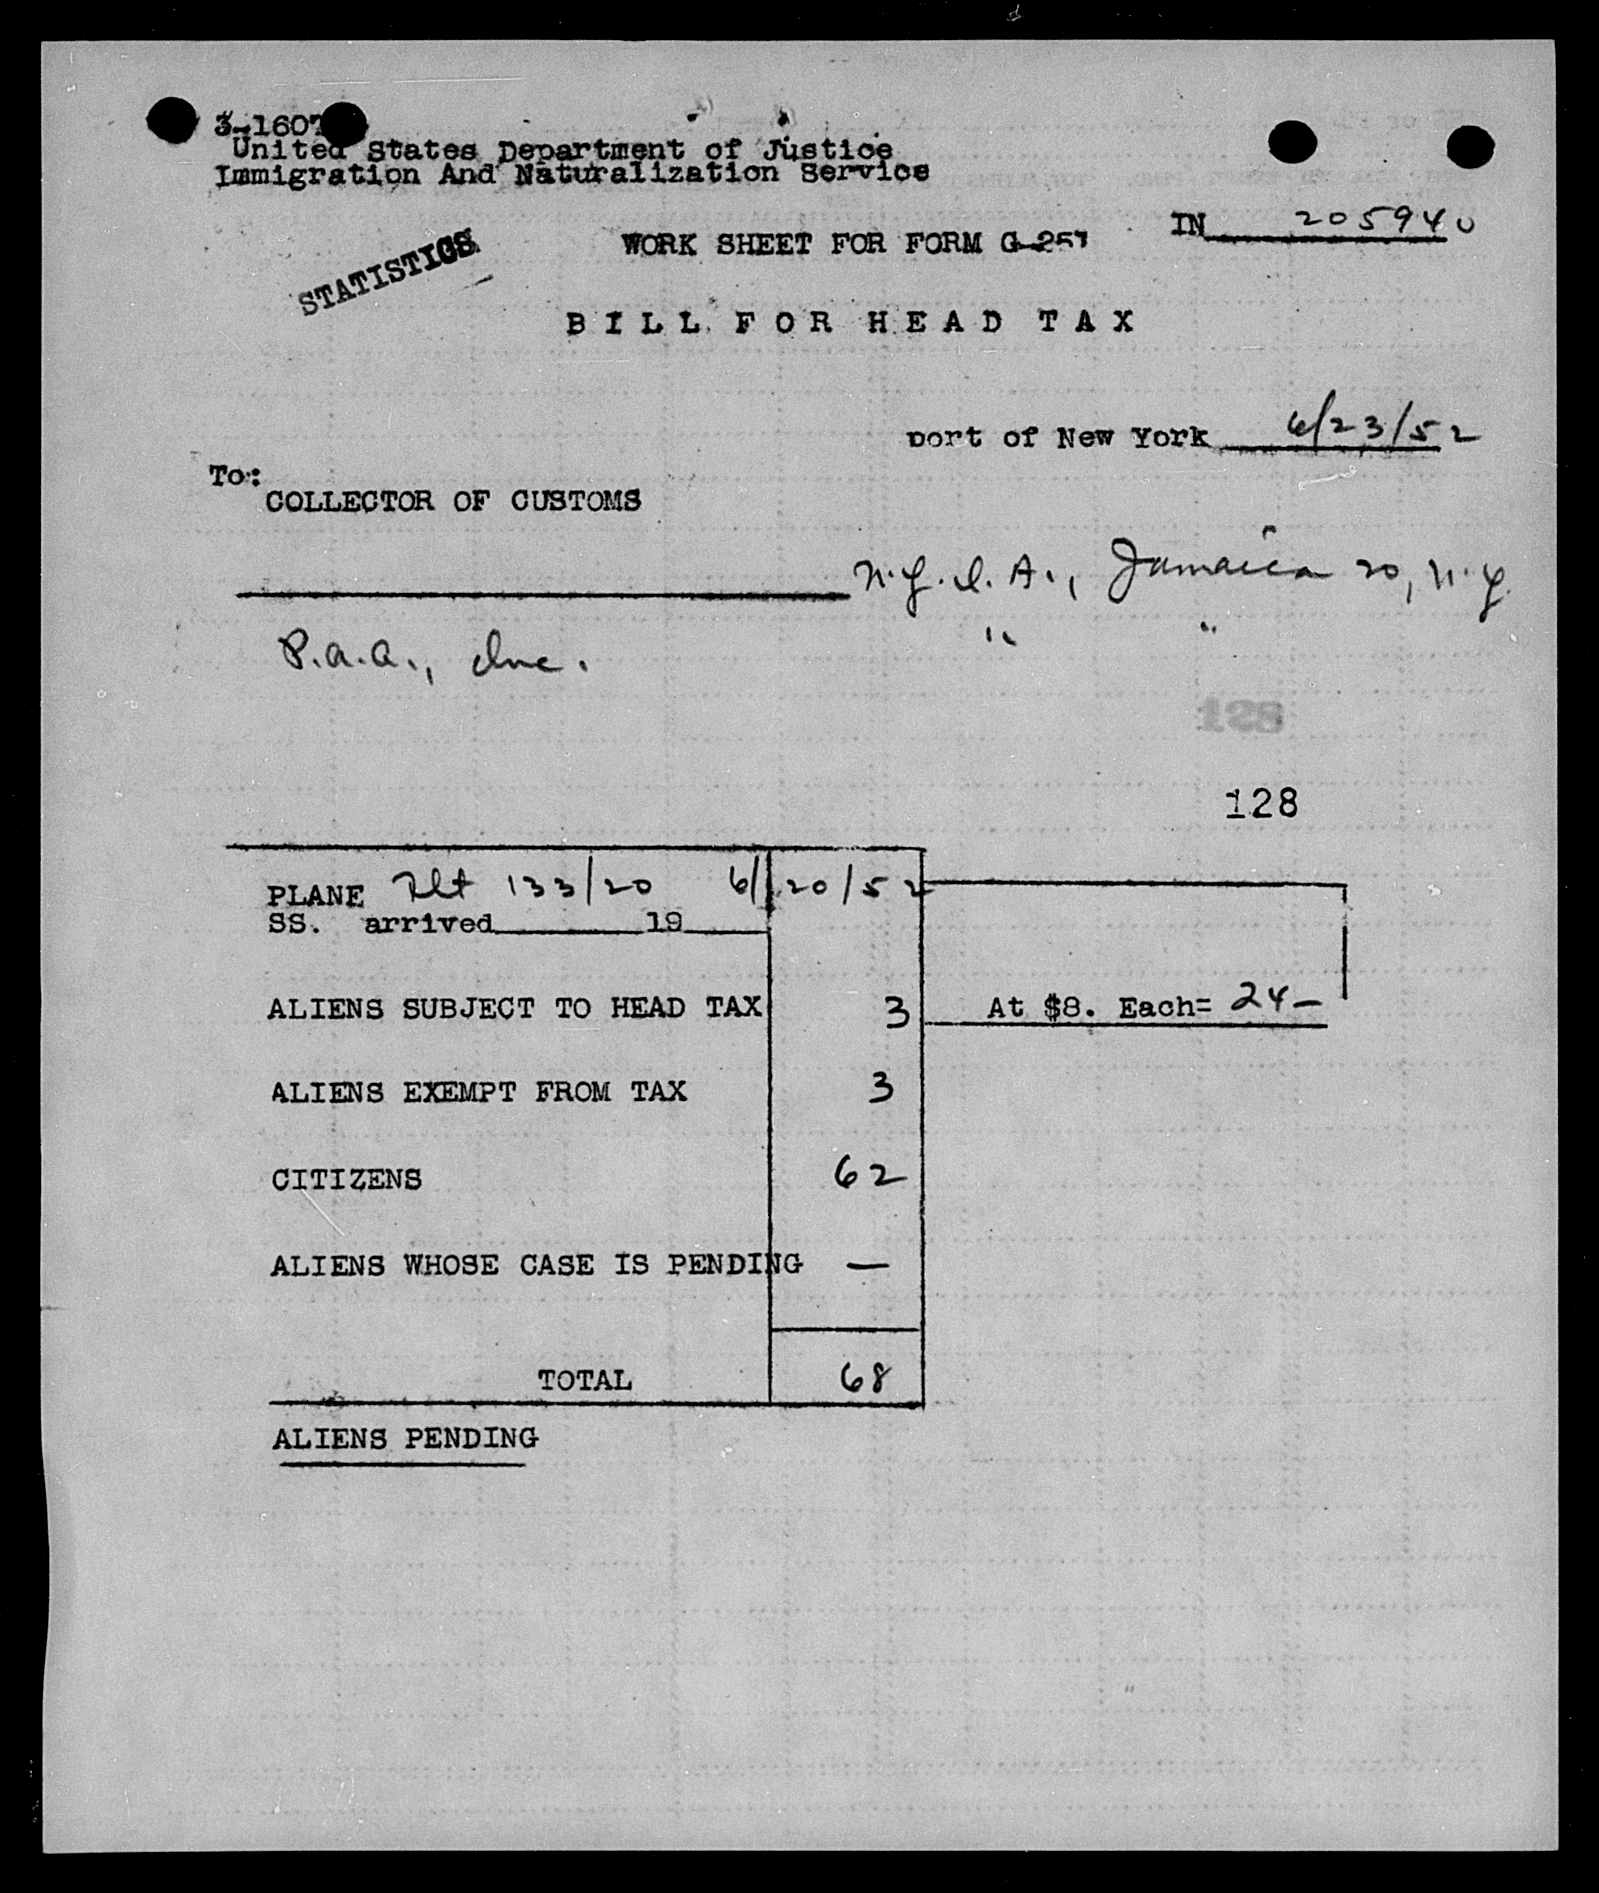 3-1607
United States Department of Justice
Immigration And Naturalization Service
IN 205940
STATISTICS
WORK SHEET FOR FORM G-257
BILL FOR HEAD TAX
Port of New York 6/23/52
To:
COLLECTOR OF CUSTOMS
N.Y.I.A., Jamaica 20, N.Y.
P.A.A., Inc. " "
128
128
PLANE Flt 133/20 6/20/52
SS. arrived 19
ALIENS SUBJECT TO HEAD TAX 3 At $8. Each= 24-
ALIENS EXEMPT FROM TAX 3
CITIZENS 62
ALIENS WHOSE CASE IS PENDING —
TOTAL 68
ALIENS PENDING